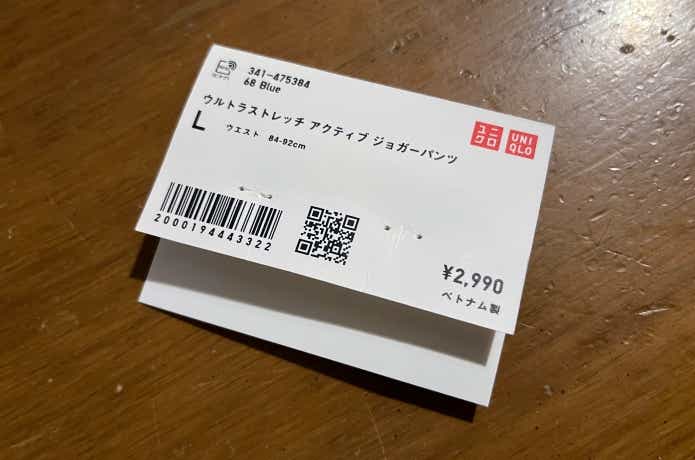 341-475384
68 Blue
ウルトラストレッチ アクティブ ジョガーパンツ
L
ウエスト 84-92cm
ユニ
クロ
UNI
QLO
2000194443322
¥2,990
ベトナム製